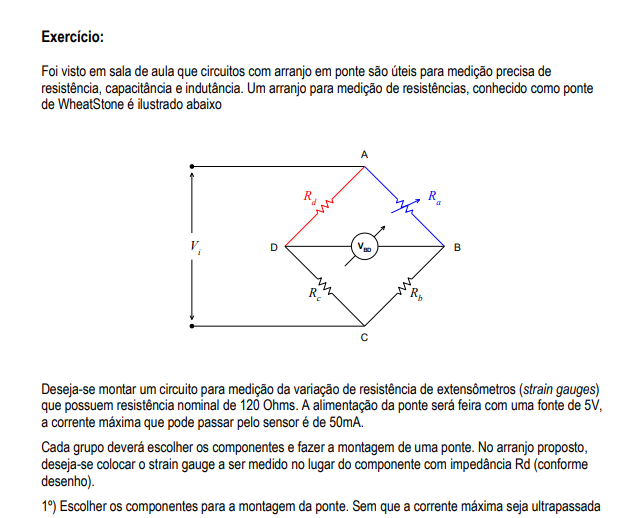 Exercício:
Foi visto em sala de aula que circuitos com arranjo em ponte são úteis para medição precisa de
resistência, capacitância e indutância. Um arranjo para medição de resistências, conhecido como ponte
de WheatStone é ilustrado abaixo
A
R_d
R_a
V_i
D
V_BD
B
R_c
R_b
C
Deseja-se montar um circuito para medição da variação de resistência de extensômetros (strain gauges)
que possuem resistência nominal de 120 Ohms. A alimentação da ponte será feira com uma fonte de 5V,
a corrente máxima que pode passar pelo sensor é de 50mA.
Cada grupo deverá escolher os componentes e fazer a montagem de uma ponte. No arranjo proposto,
deseja-se colocar o strain gauge a ser medido no lugar do componente com impedância Rd (conforme
desenho).
1º) Escolher os componentes para a montagem da ponte. Sem que a corrente máxima seja ultrapassada